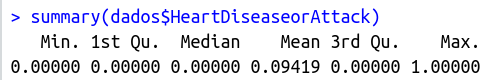 > summary(dados$HeartDiseaseorAttack)
Min. 1st Qu. Median Mean 3rd Qu. Max.
0.00000 0.00000 0.00000 0.09419 0.00000 1.00000